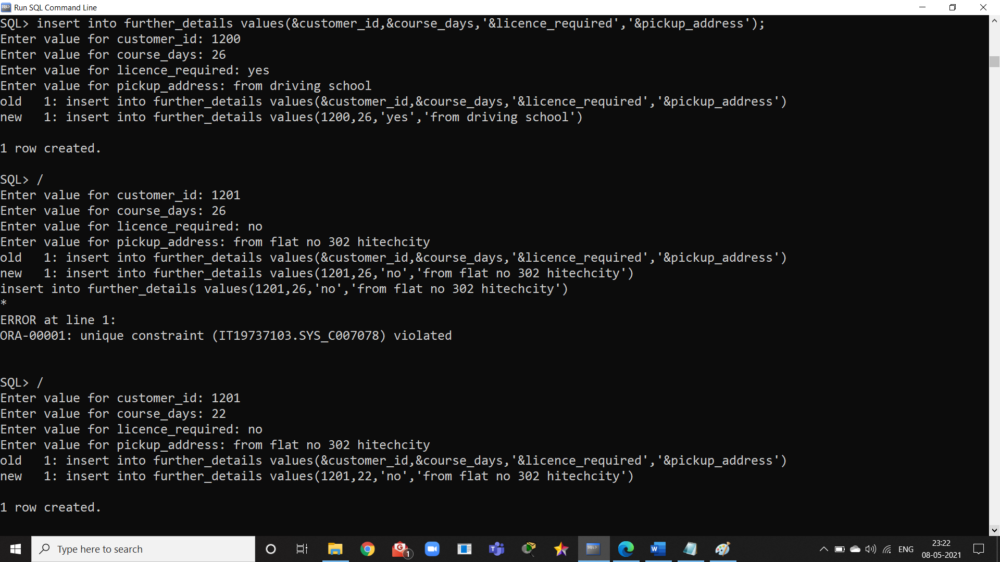 Run SQL Command Line
SQL> insert into further_details values(&customer_id,&course_days,'&licence_required','&pickup_address');
Enter value for customer_id: 1200
Enter value for course_days: 26
Enter value for licence_required: yes
Enter value for pickup_address: from driving school
old   1: insert into further_details values(&customer_id,&course_days,'&licence_required','&pickup_address')
new   1: insert into further_details values(1200,26,'yes','from driving school')
1 row created.
SQL> /
Enter value for customer_id: 1201
Enter value for course_days: 26
Enter value for licence_required: no
Enter value for pickup_address: from flat no 302 hitechcity
old   1: insert into further_details values(&customer_id,&course_days,'&licence_required','&pickup_address')
new   1: insert into further_details values(1201,26,'no','from flat no 302 hitechcity')
insert into further_details values(1201,26,'no','from flat no 302 hitechcity')
*
ERROR at line 1:
ORA-00001: unique constraint (IT19737103.SYS_C007078) violated
SQL> /
Enter value for customer_id: 1201
Enter value for course_days: 22
Enter value for licence_required: no
Enter value for pickup_address: from flat no 302 hitechcity
old   1: insert into further_details values(&customer_id,&course_days,'&licence_required','&pickup_address')
new   1: insert into further_details values(1201,22,'no','from flat no 302 hitechcity')
1 row created.
Type here to search
1
ENG
23:22
08-05-2021